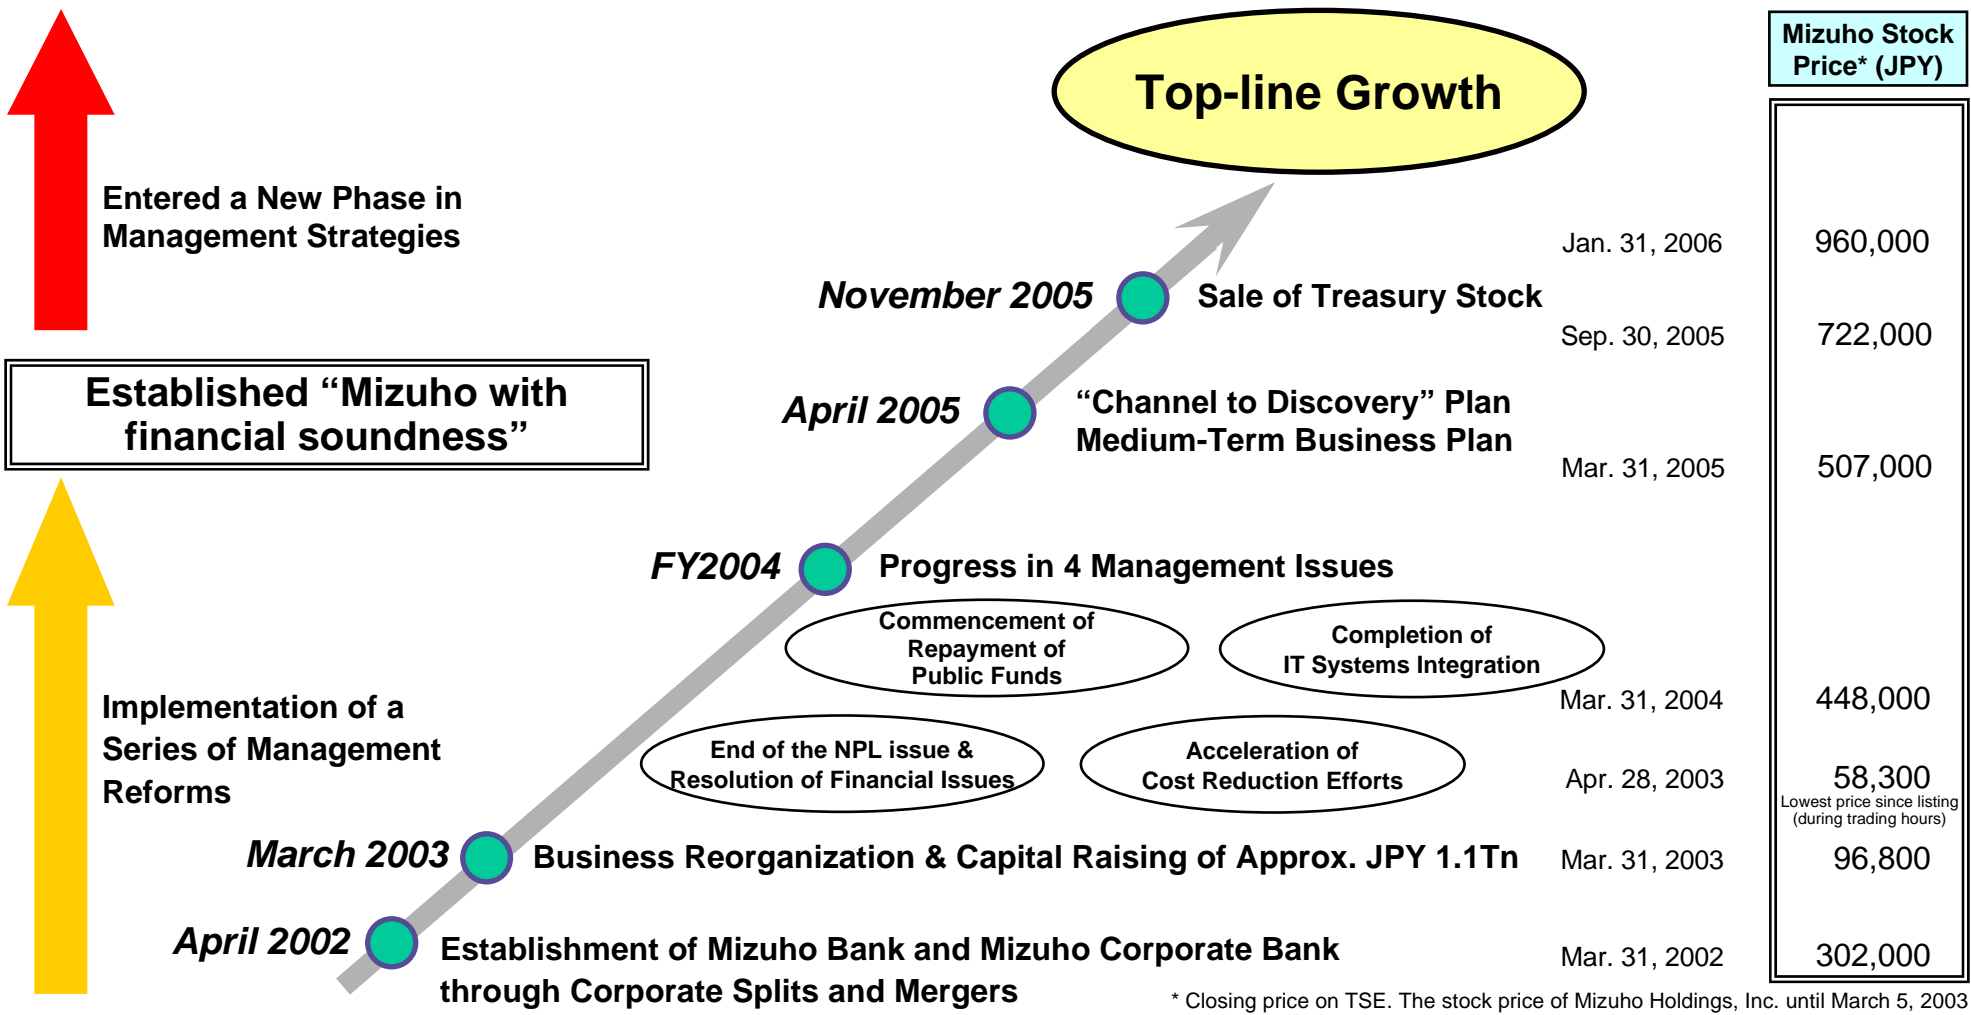 Mizuho Stock
Price* (JPY)
Top-line Growth
Entered a New Phase in
Management Strategies
Jan. 31, 2006
960,000
November 2005
Sale of Treasury Stock
Sep. 30, 2005
722,000
Established “Mizuho with
financial soundness”
April 2005
“Channel to Discovery” Plan
Medium-Term Business Plan
Mar. 31, 2005
507,000
FY2004
Progress in 4 Management Issues
Commencement of
Repayment of
Public Funds
Completion of
IT Systems Integration
Mar. 31, 2004
448,000
Implementation of a
Series of Management
Reforms
End of the NPL issue &
Resolution of Financial Issues
Acceleration of
Cost Reduction Efforts
Apr. 28, 2003
58,300
Lowest price since listing
(during trading hours)
March 2003
Business Reorganization & Capital Raising of Approx. JPY 1.1Tn
Mar. 31, 2003
96,800
April 2002
Establishment of Mizuho Bank and Mizuho Corporate Bank
through Corporate Splits and Mergers
Mar. 31, 2002
302,000
* Closing price on TSE. The stock price of Mizuho Holdings, Inc. until March 5, 2003